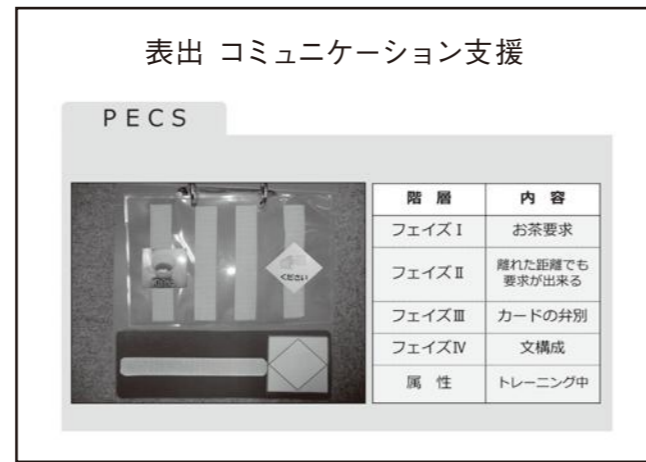 表出 コミュニケーション支援
PECS
ください
階 層 内 容
フェイズⅠ お茶要求
フェイズⅡ 離れた距離でも
要求が出来る
フェイズⅢ カードの弁別
フェイズⅣ 文構成
属 性 トレーニング中